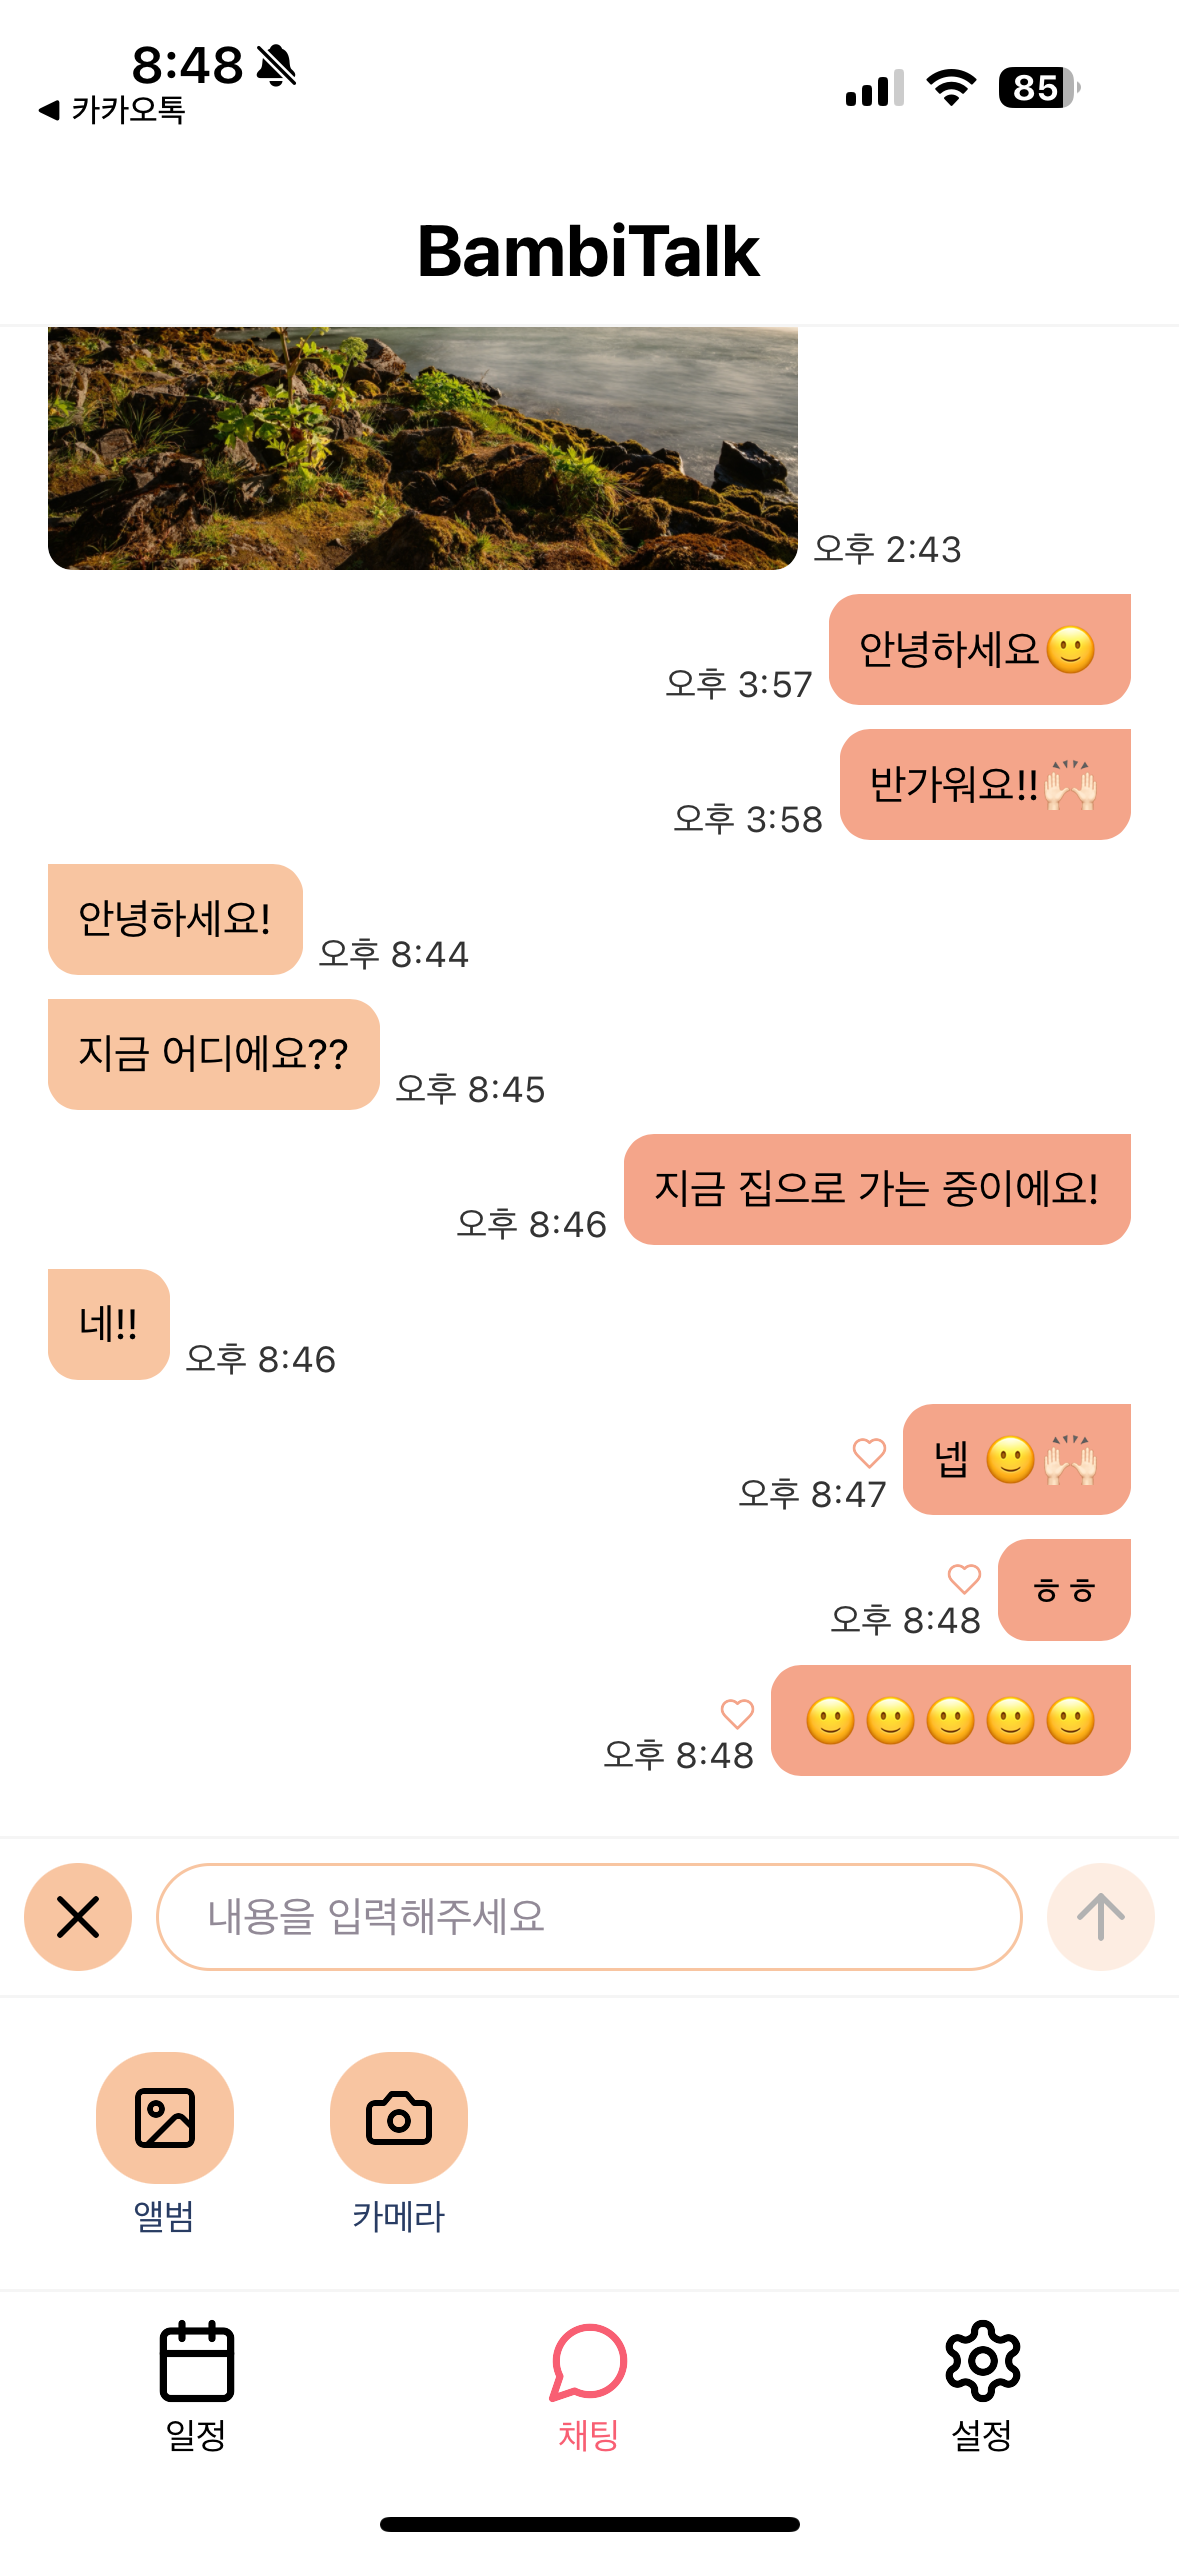 8:48
카카오톡
85
BambiTalk
오후 2:43
안녕하세요🙂
오후 3:57
반가워요!!🙌🏻
오후 3:58
안녕하세요!
오후 8:44
지금 어디에요??
오후 8:45
지금 집으로 가는 중이에요!
오후 8:46
네!!
오후 8:46
넵 🙂🙌🏻
오후 8:47
ㅎㅎ
오후 8:48
🙂🙂🙂🙂🙂
오후 8:48
내용을 입력해주세요
앨범
카메라
일정
채팅
설정